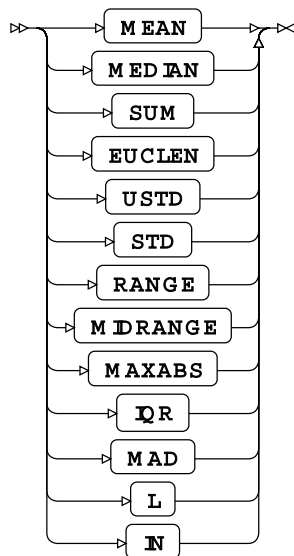 MEAN
MEDIAN
SUM
EUCLEN
USTD
STD
RANGE
MIDRANGE
MAXABS
IQR
MAD
L
IN